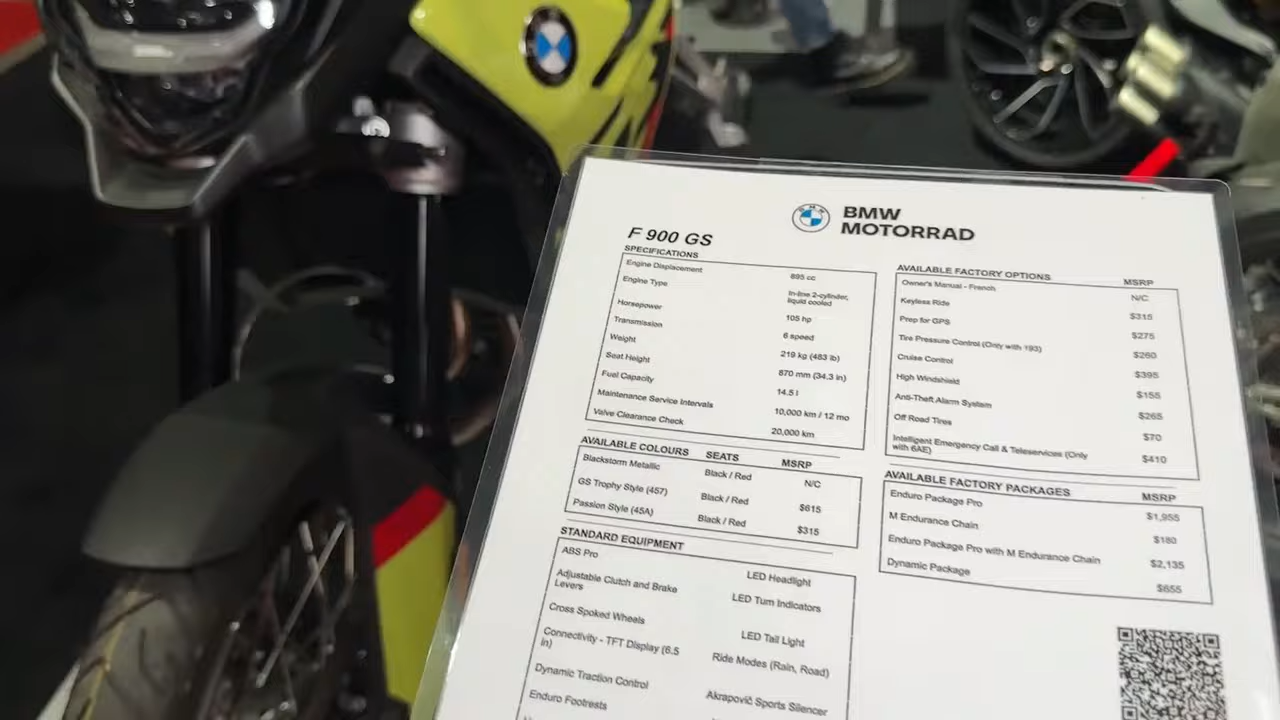 BMW
MOTORRAD
F 900 GS
SPECIFICATIONS
Engine Displacement 895 cc
Engine Type In-line 2-cylinder,
liquid cooled
Horsepower 105 hp
Transmission 6 speed
Weight 219 kg (483 lb)
Seat Height 870 mm (34.3 in)
Fuel Capacity 14.5 l
Maintenance Service Intervals 10,000 km / 12 mo
Valve Clearance Check 20,000 km
AVAILABLE COLOURS SEATS MSRP
Blackstorm Metallic Black / Red N/C
GS Trophy Style (457) Black / Red $615
Passion Style (45A) Black / Red $315
STANDARD EQUIPMENT
ABS Pro LED Headlight
Adjustable Clutch and Brake
Levers LED Turn Indicators
Cross Spoked Wheels LED Tail Light
Connectivity - TFT Display (6.5
in) Ride Modes (Rain, Road)
Dynamic Traction Control Akrapovič Sports Silencer
Enduro Footrests
AVAILABLE FACTORY OPTIONS MSRP
Owner's Manual - French N/C
Keyless Ride $315
Prep for GPS $275
Tire Pressure Control (Only with 193) $260
Cruise Control $395
High Windshield $155
Anti-Theft Alarm System $265
Off Road Tires $70
Intelligent Emergency Call & Teleservices (Only
with 6AE) $410
AVAILABLE FACTORY PACKAGES MSRP
Enduro Package Pro $1,955
M Endurance Chain $180
Enduro Package Pro with M Endurance Chain $2,135
Dynamic Package $655